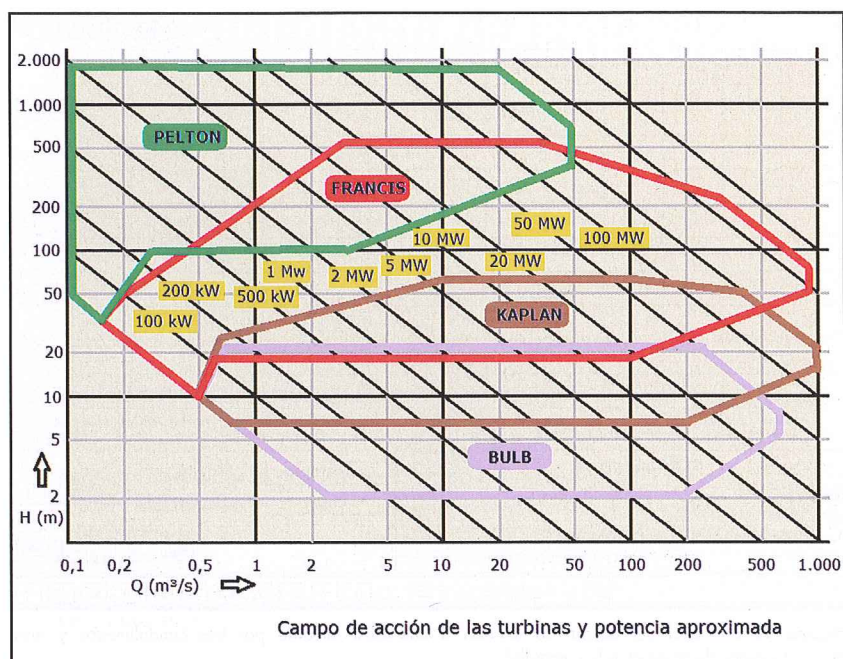 2.000
1.000
500
200
100
50
20
10
5
2
H (m)
PELTON
FRANCIS
50 MW
10 MW
100 MW
5 MW
20 MW
1 Mw
2 MW
200 kW
500 kW
100 kW
KAPLAN
BULB
0,1 0,2 0,5 1 2 5 10 20 50 100 200 500 1.000
Q (m³/s)
Campo de acción de las turbinas y potencia aproximada